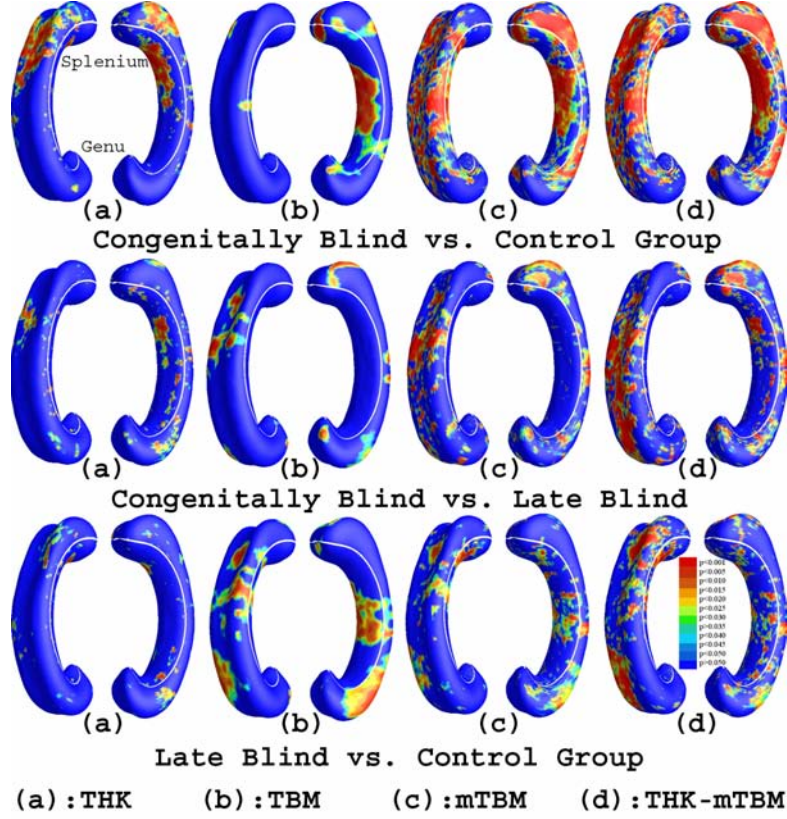 Splenium
Genu
(a) (b) (c) (d)
Congenitally Blind vs. Control Group
(a) (b) (c) (d)
Congenitally Blind vs. Late Blind
p<0.001
p<0.005
p<0.010
p<0.015
p<0.020
p<0.025
p<0.030
p>0.035
p<0.040
p<0.045
p<0.050
p>0.050
(a) (b) (c) (d)
Late Blind vs. Control Group
(a):THK (b):TBM (c):mTBM (d):THK-mTBM